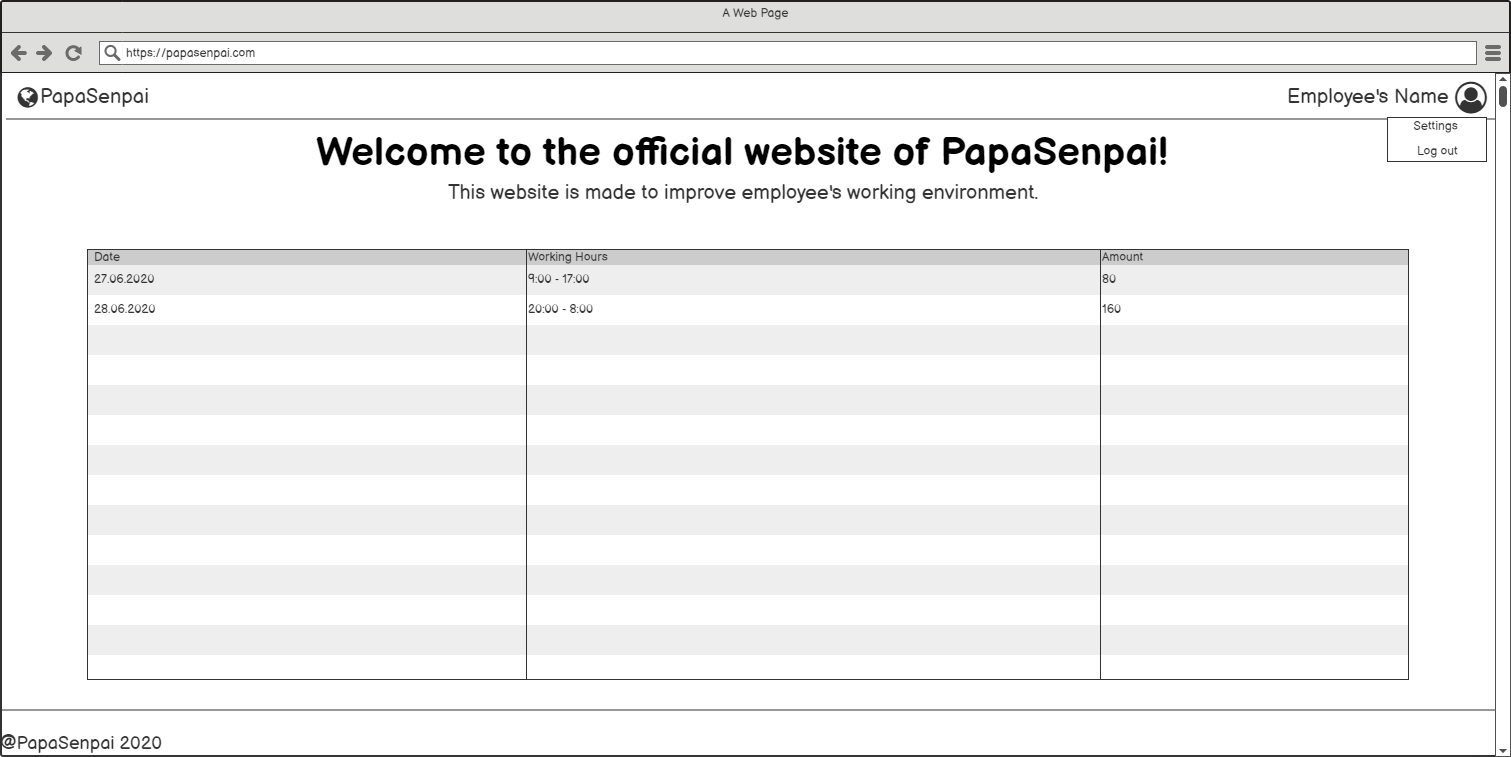 A Web Page
https://papasenpai.com
PapaSenpai
Employee's Name
Settings
Log out
Welcome to the official website of PapaSenpai!
This website is made to improve employee's working environment.
Date Working Hours Amount
27.06.2020 9:00 - 17:00 80
28.06.2020 20:00 - 8:00 160
@PapaSenpai 2020